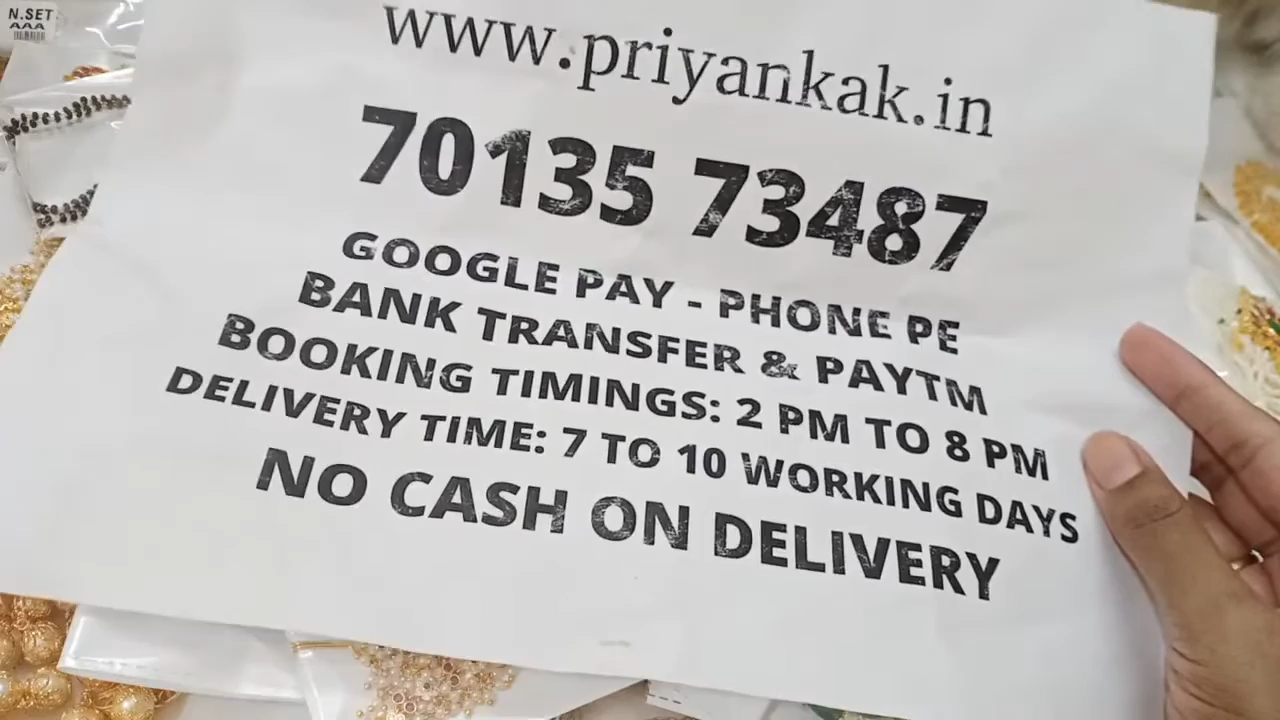 N.SET
AAA
www.priyankak.in
70135 73487
GOOGLE PAY - PHONE PE
BANK TRANSFER & PAYTM
BOOKING TIMINGS: 2 PM TO 8 PM
DELIVERY TIME: 7 TO 10 WORKING DAYS
NO CASH ON DELIVERY